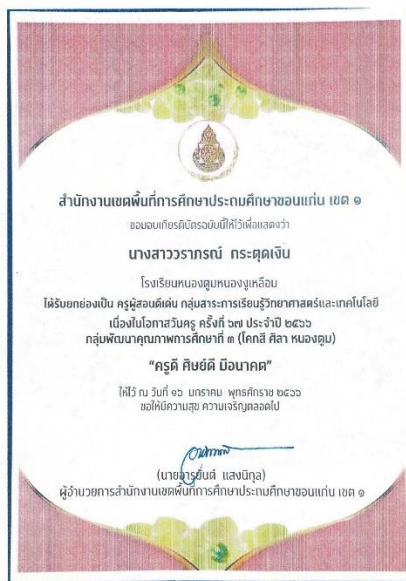 สำนักงานเขตพื้นที่การศึกษาประถมศึกษาขอนแก่น เขต ๑
ขอมอบเกียรติบัตรฉบับนี้ให้ไว้เพื่อแสดงว่า
นางสาววราภรณ์ กระตุดเงิน
โรงเรียนหนองตูมหนองงูเหลือม
ได้รับยกย่องเป็น ครูผู้สอนดีเด่น กลุ่มสาระการเรียนรู้วิทยาศาสตร์และเทคโนโลยี
เนื่องในโอกาสวันครู ครั้งที่ ๖๗ ประจำปี ๒๕๖๖
กลุ่มพัฒนาคุณภาพการศึกษาที่ ๓ (โคกสี ศิลา หนองตูม)
“ครูดี ศิษย์ดี มีอนาคต”
ให้ไว้ ณ วันที่ ๑๖ มกราคม พุทธศักราช ๒๕๖๖
ขอให้มีความสุข ความเจริญตลอดไป
(นายอารยันต์ แสงนิกุล)
ผู้อำนวยการสำนักงานเขตพื้นที่การศึกษาประถมศึกษาขอนแก่น เขต ๑